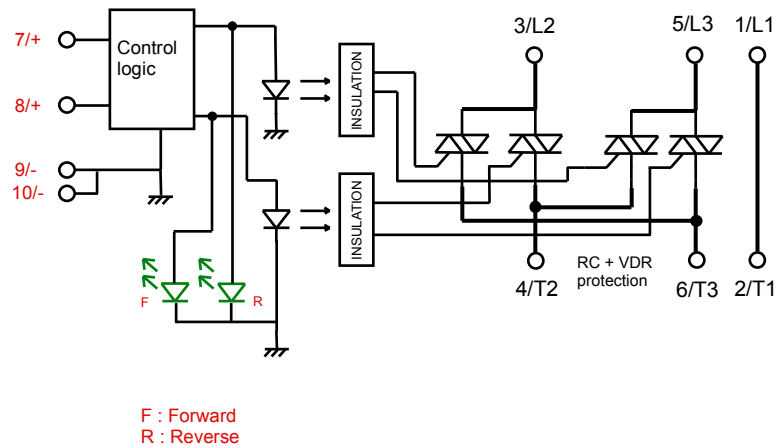 7/+
8/+
9/-
10/-
Control
logic
INSULATION
INSULATION
3/L2
5/L3
1/L1
F
R
4/T2
RC + VDR
protection
6/T3
2/T1
F : Forward
R : Reverse